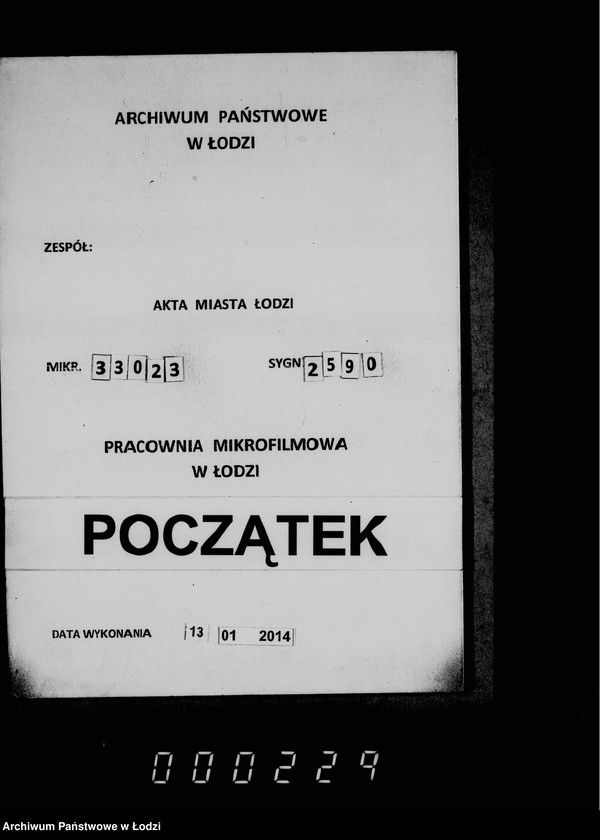 ARCHIWUM PAŃSTWOWE
W ŁODZI
ZESPÓŁ:
AKTA MIASTA ŁODZI
MIKR. 33023 SYGN 2590
PRACOWNIA MIKROFILMOWA
W ŁODZI
POCZĄTEK
DATA WYKONANIA 13 01 2014
000229
Archiwum Państwowe w Łodzi